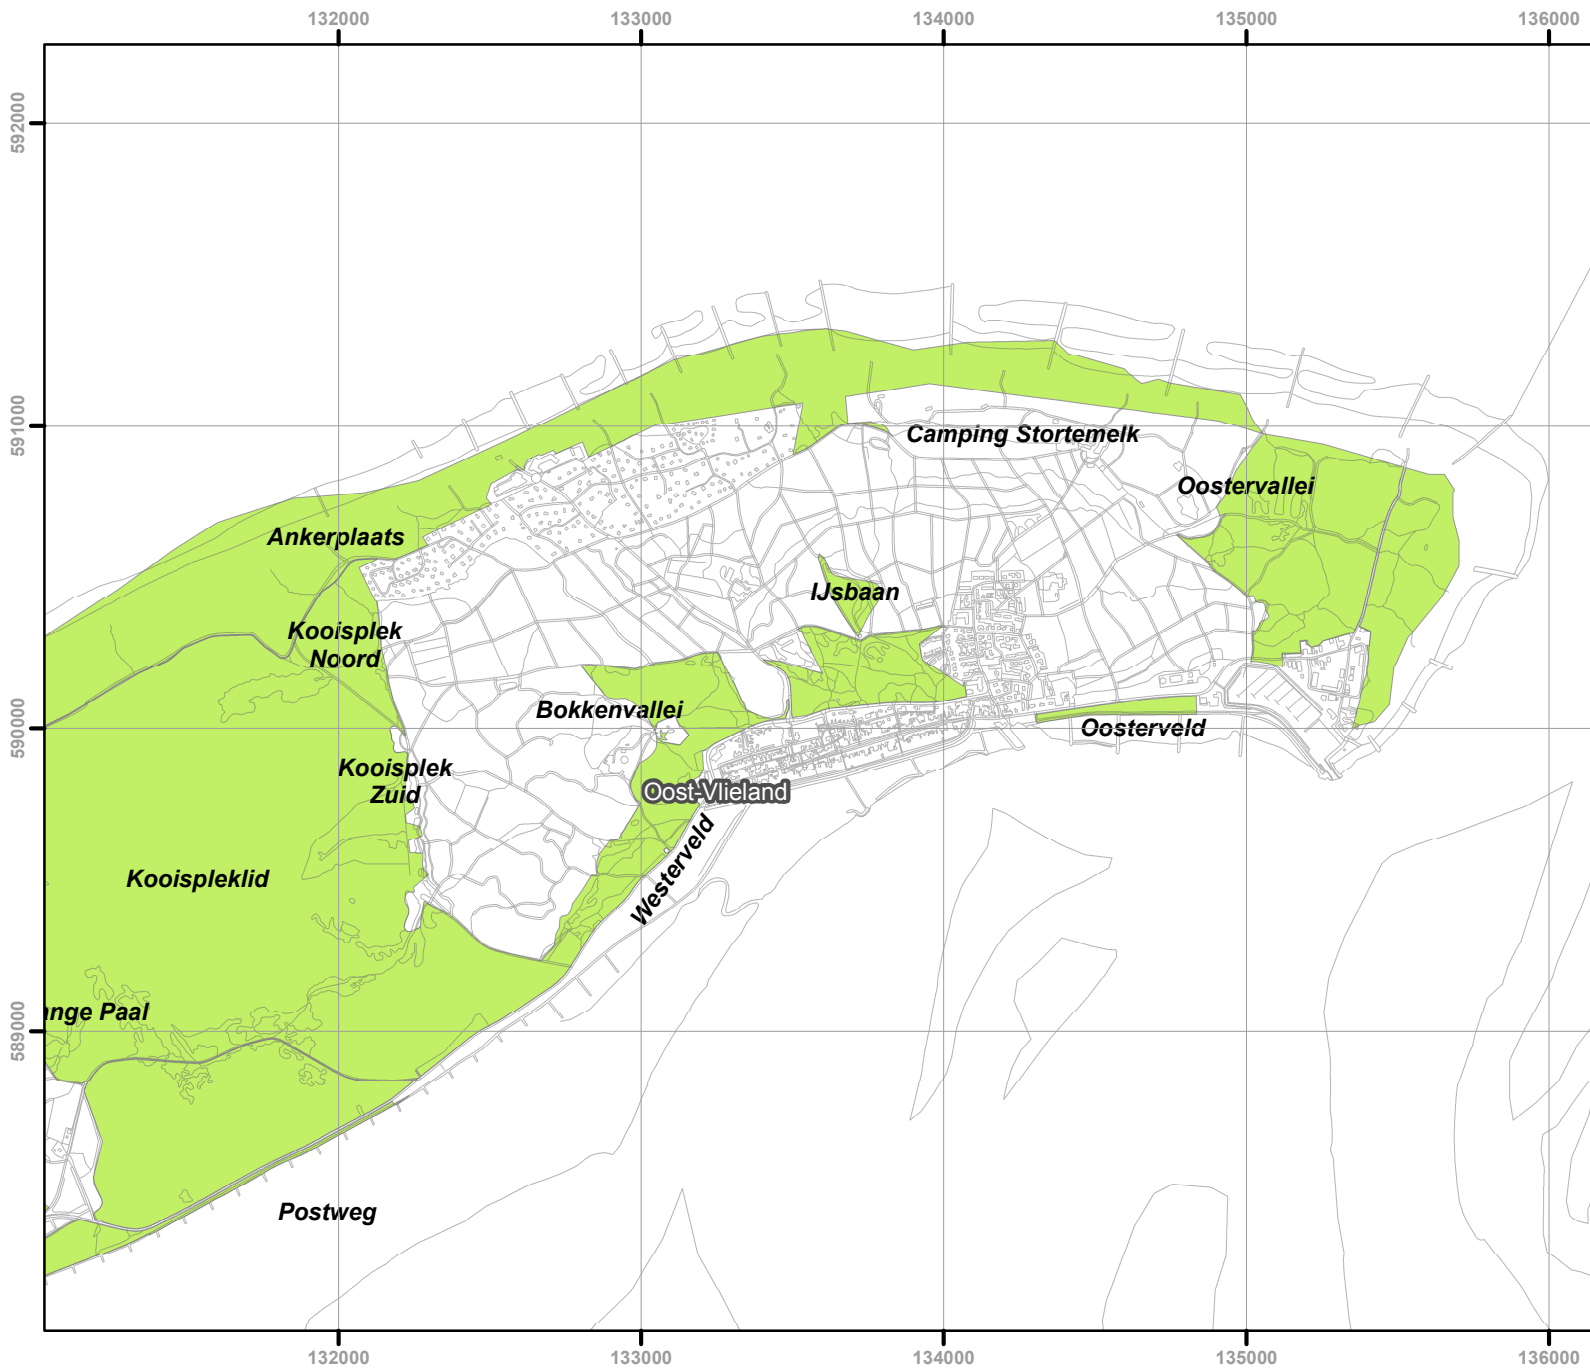 132000
133000
134000
135000
136000
592000
591000
590000
589000
Camping Stortemelk
Oostervallei
Ankerplaats
IJsbaan
Kooisplek
Noord
Bokkenvallei
Oosterveld
Kooisplek
Zuid
Oost-Vlieland
Westerveld
Kooispleklid
nge Paal
Postweg
132000
133000
134000
135000
136000